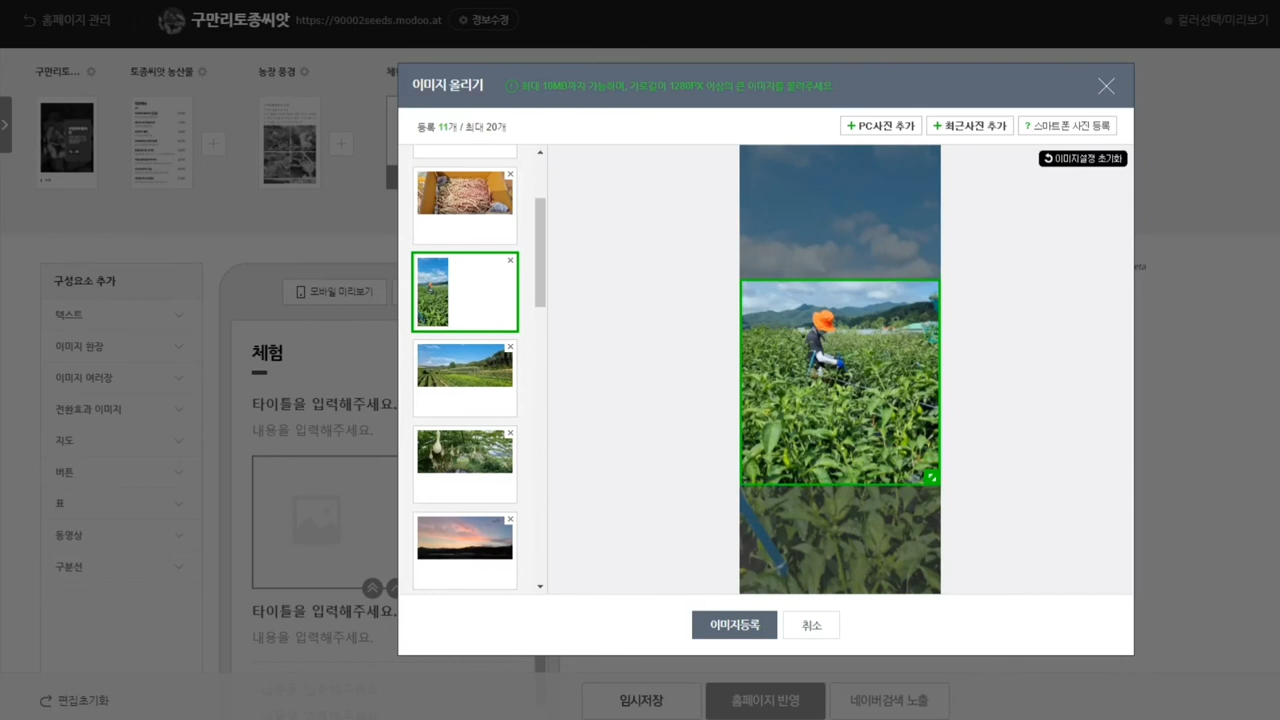 홈페이지 관리
구만리토종씨앗 https://90002seeds.modoo.at 정보수정
컬러선택/미리보기
구만리토...
토종씨앗 농산물
농장 풍경
이미지 올리기
최대 10MB까지 가능하며, 가로길이 1280PX 이상의 큰 이미지를 올려주세요
등록 11개 / 최대 20개
+ PC사진 추가
+ 최근사진 추가
? 스마트폰 사진 등록
이미지설정 초기화
구성요소 추가
텍스트
이미지 한장
이미지 여러장
전환효과 이미지
지도
버튼
표
동영상
구분선
모바일 미리보기
체험
타이틀을 입력해주세요.
내용을 입력해주세요.
타이틀을 입력해주세요.
내용을 입력해주세요.
이미지등록
취소
편집초기화
임시저장
홈페이지 반영
네이버검색 노출